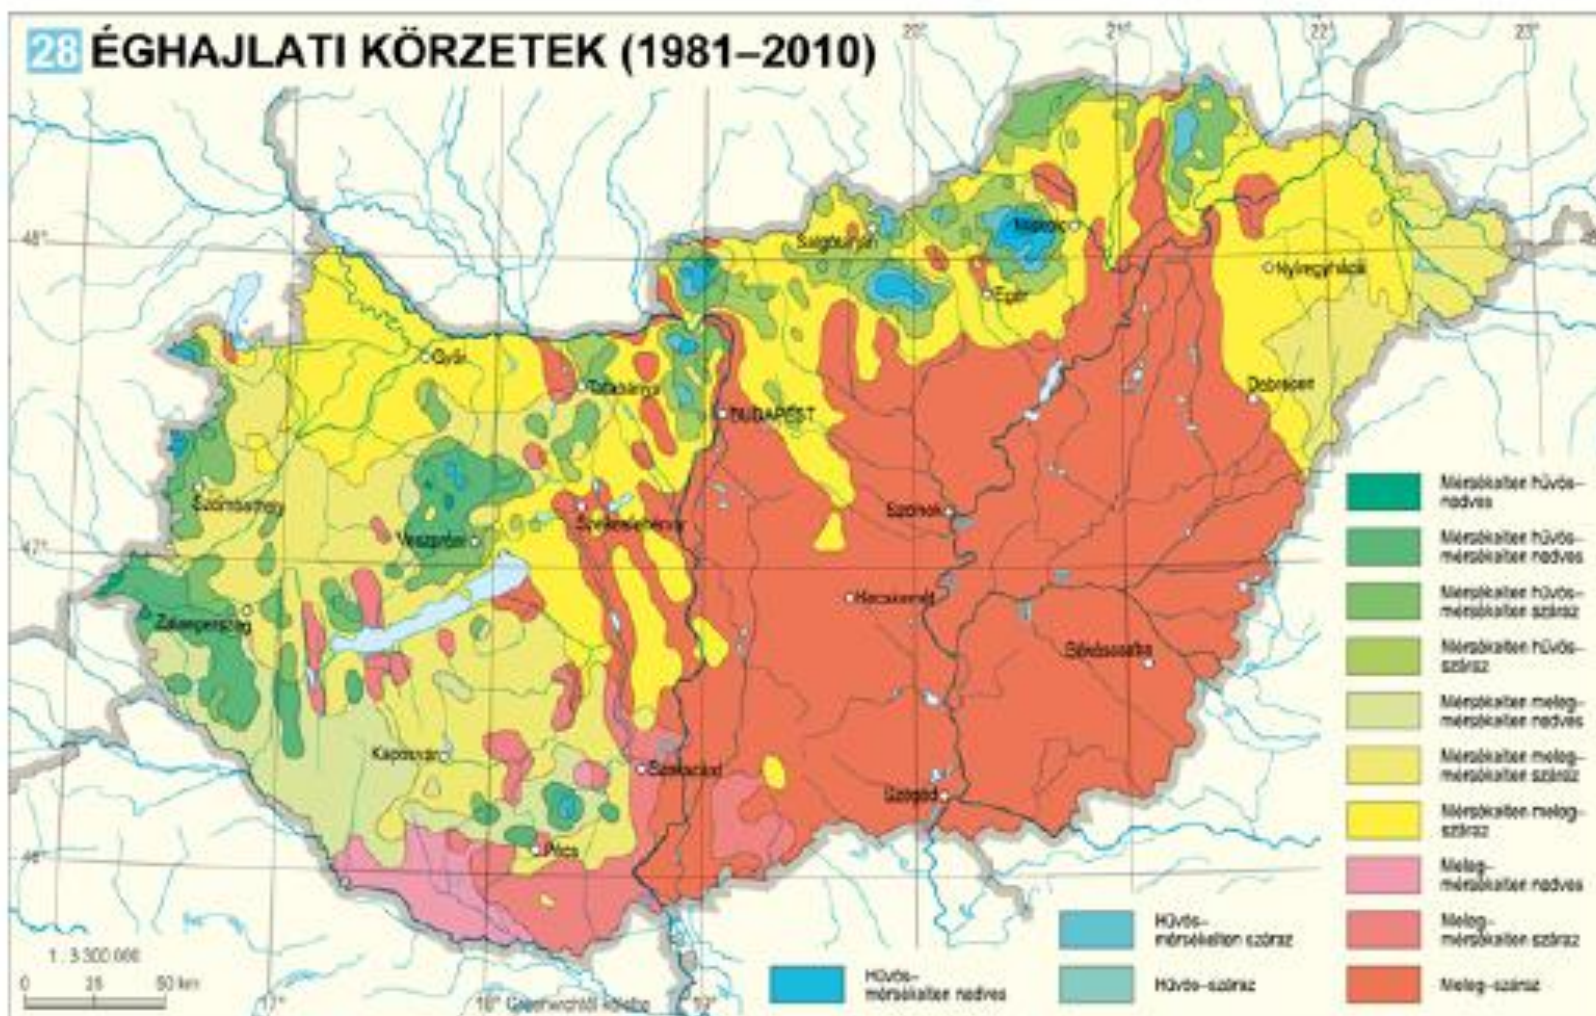 28 ÉGHAJLATI KÖRZETEK (1981–2010)
20°
21°
22°
23°
48°
Salgótarján
Miskolc
Nyíregyháza
Eger
Győr
Tatabánya
Debrecen
BUDAPEST
Szombathely
Szolnok
Székesfehérvár
Veszprém
47°
Kecskemét
Zalaegerszeg
Békéscsaba
Kaposvár
Szekszárd
Szeged
46°
Pécs
Mérsékelten hűvös–
nedves
Mérsékelten hűvös–
mérsékelten nedves
Mérsékelten hűvös–
mérsékelten száraz
Mérsékelten hűvös–
száraz
Mérsékelten meleg–
mérsékelten nedves
Mérsékelten meleg–
mérsékelten száraz
Mérsékelten meleg–
száraz
Meleg–
mérsékelten nedves
Meleg–
mérsékelten száraz
Meleg–száraz
Hűvös–
mérsékelten száraz
Hűvös–száraz
Hűvös–
mérsékelten nedves
1 : 3 300 000
0 25 50 km
17°
18° Greenwichtől keletre
19°